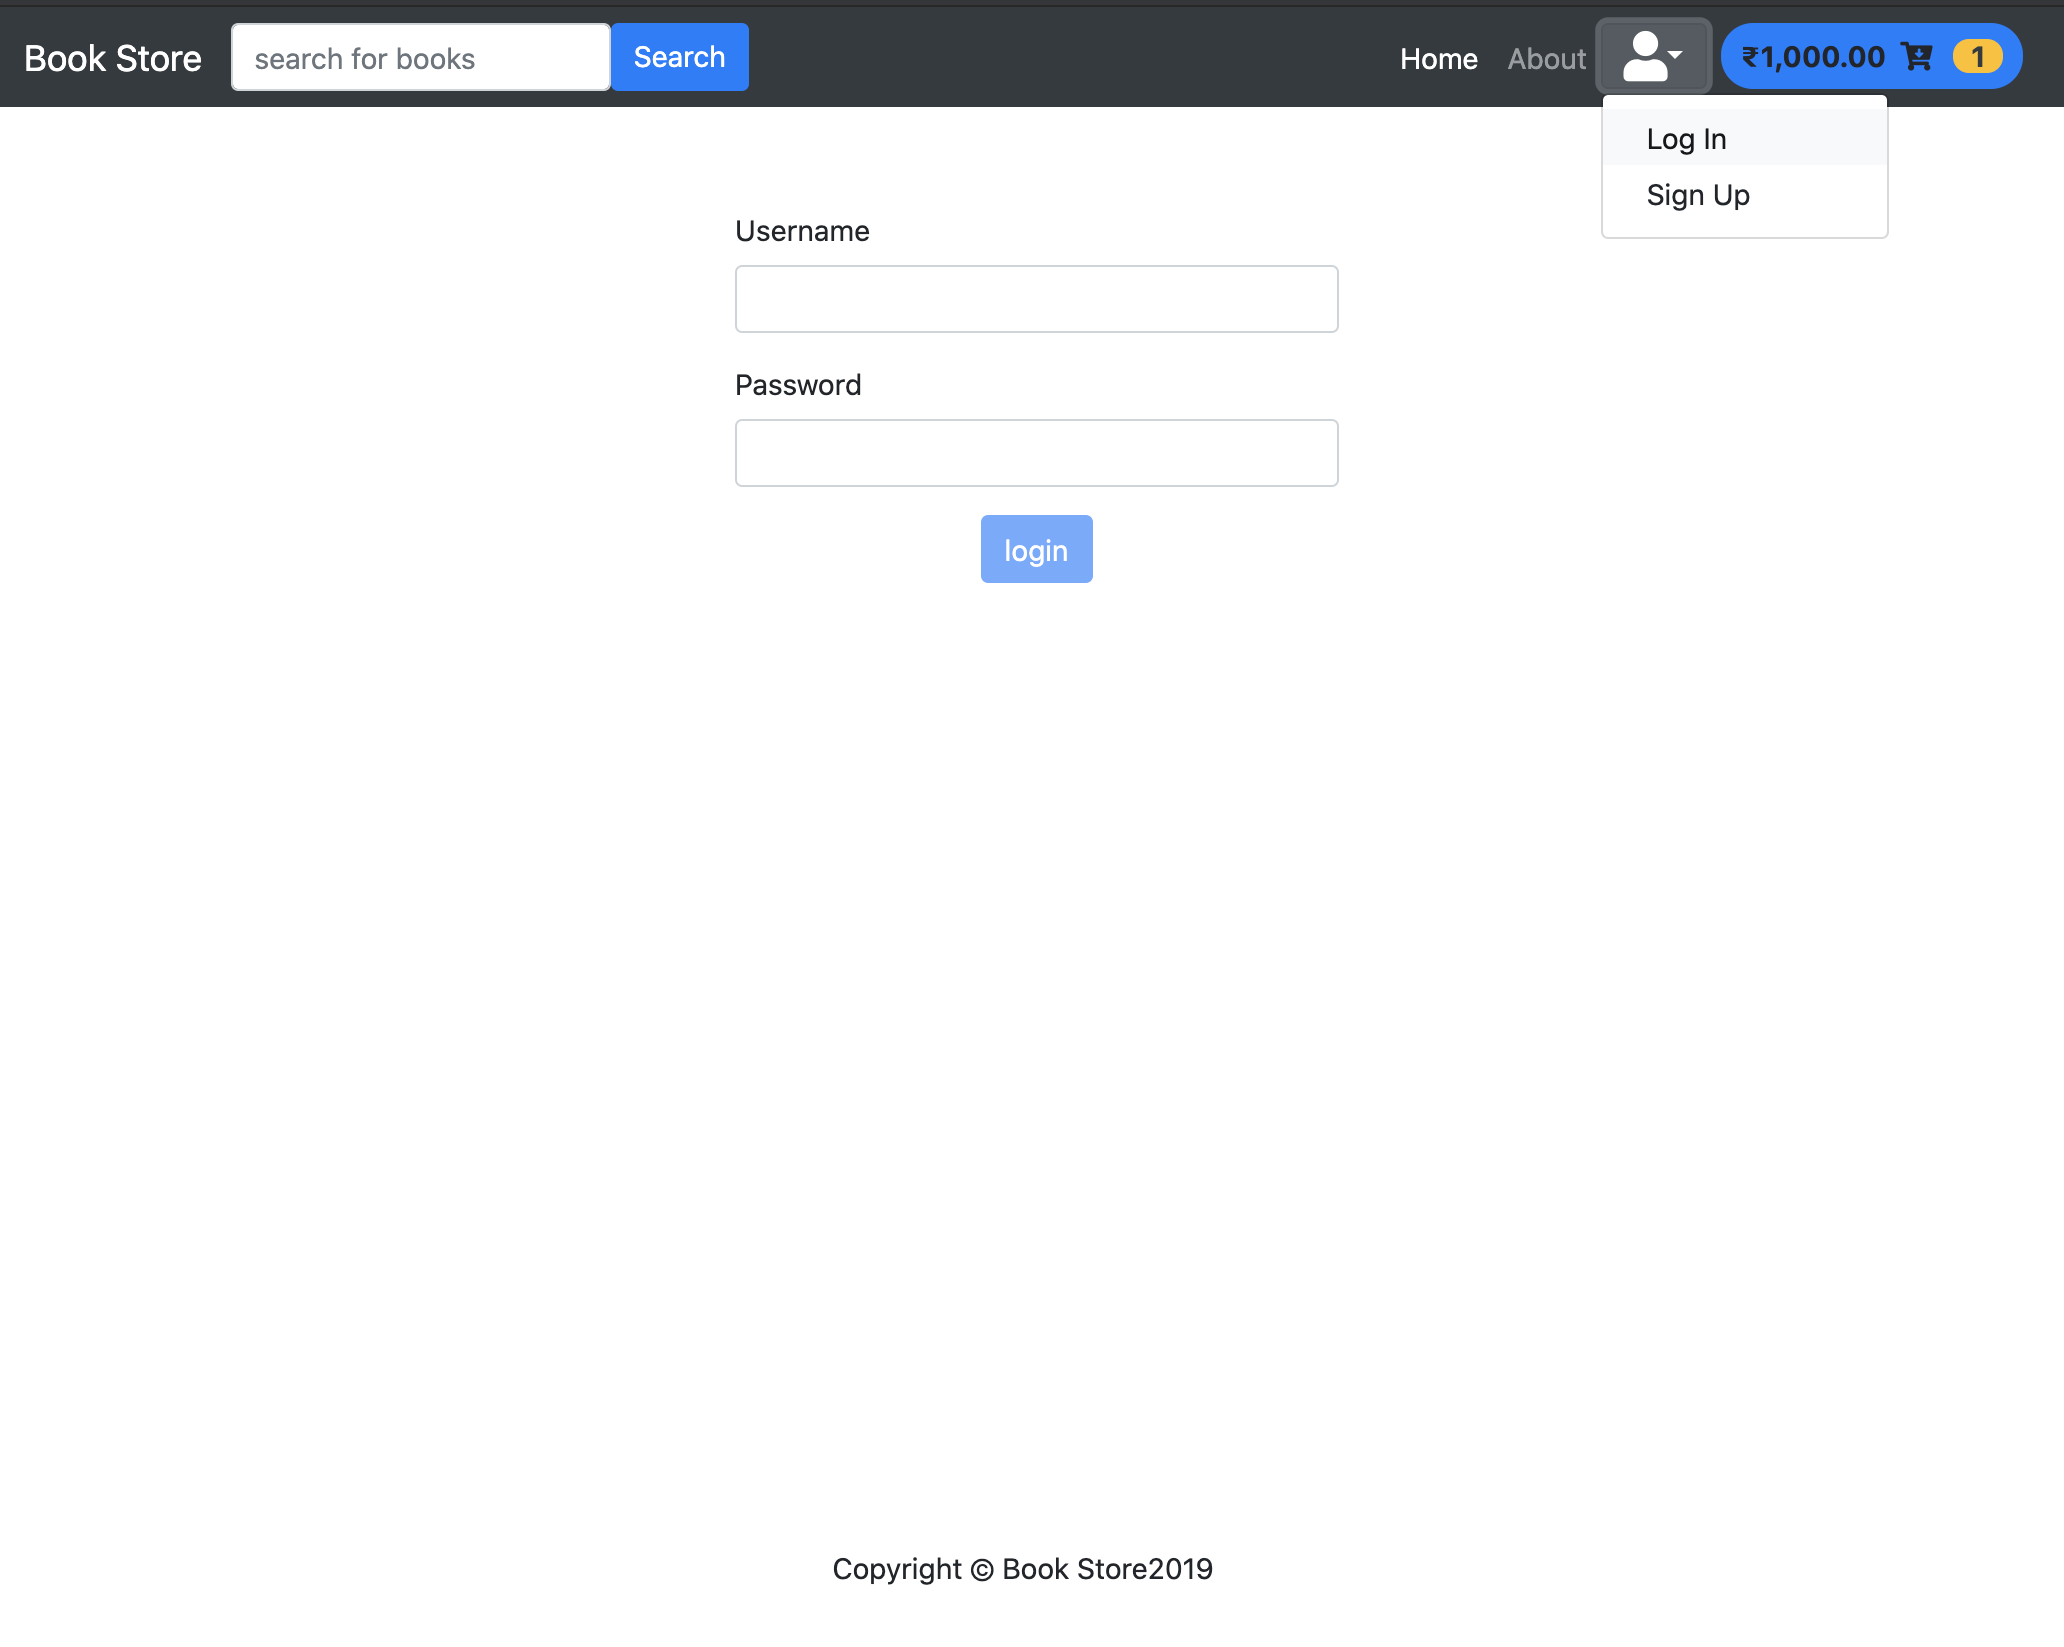 Book Store
search for books
Search
Home
About
₹1,000.00
1
Log In
Sign Up
Username
Password
login
Copyright © Book Store2019